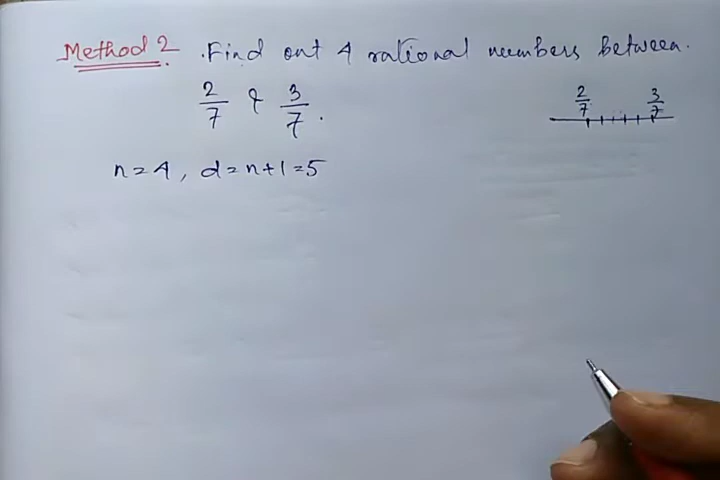 Method 2 . Find out 4 rational numbers between.
2/7 & 3/7.
2/7 3/7
n=4, d=n+1=5